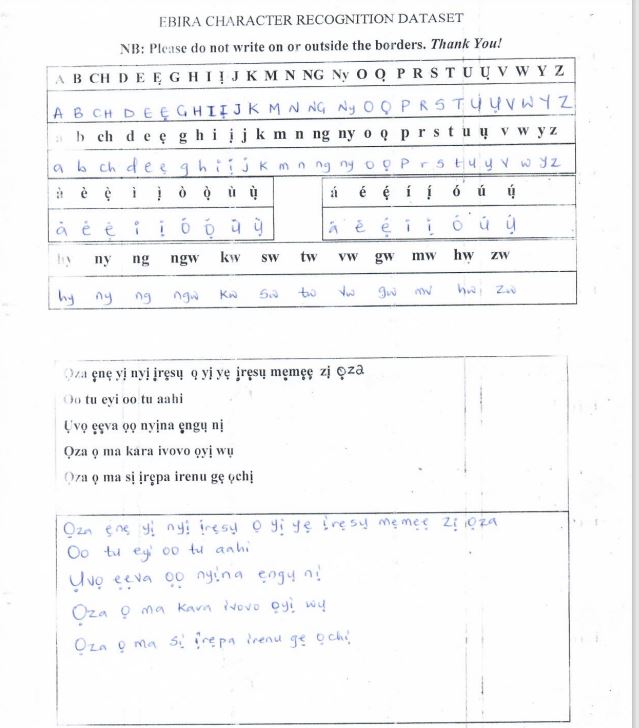 EBIRA CHARACTER RECOGNITION DATASET
NB: Please do not write on or outside the borders. Thank You!
A B CH D E Ẹ G H I Ị J K M N NG Ny O Ọ P R S T U Ụ V W Y Z
A B CH D E Ẹ G H I Ị J K M N NG Ny O Ọ P R S T U Ụ V W Y Z
a b ch d e ẹ g h i ị j k m n ng ny o ọ p r s t u ụ v w y z
a b ch d e ẹ g h i ị j k m n ng ny o ọ p r s t u ụ v w y z
à è ẹ̀ ì ị̀ ò ọ̀ ù ụ̀ á é ẹ́ í ị́ ó ú ụ́
à è ẹ̀ ì ị̀ ò ọ̀ ù ụ̀ á é ẹ́ í ị́ ó ú ụ́
hy ny ng ngw kw sw tw vw gw mw hw zw
hy ny ng ngw kw sw tw vw gw mw hw zw
Ọza ẹnẹ yị nyị ịrẹsụ ọ yị yẹ ịrẹsụ mẹmẹẹ zị ọza
Oo tu eyi oo tu aahi
Ụvọ ẹẹva ọọ nyịna ẹngụ nị
Ọza ọ ma kara ivovo ọyị wụ
Ọza ọ ma sị ịrẹpa irenu gẹ ọchị
Ọza ẹnẹ yị nyị ịrẹsụ ọ yị yẹ ịrẹsụ mẹmẹẹ zị ọza
Oo tu eyi oo tu aahi
Ụvọ ẹẹva ọọ nyịna ẹngụ nị
Ọza ọ ma kara ivovo ọyị wụ
Ọza ọ ma sị ịrẹpa irenu gẹ ọchị